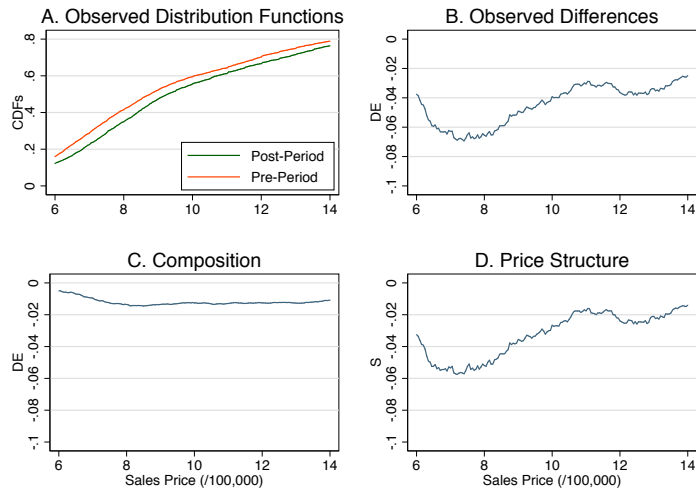 A. Observed Distribution Functions
CDFs
.8
.6
.4
.2
0
Post-Period
Pre-Period
6 8 10 12 14
B. Observed Differences
DE
0
-.02
-.04
-.06
-.08
-.1
6 8 10 12 14
C. Composition
DE
0
-.02
-.04
-.06
-.08
-.1
6 8 10 12 14
Sales Price (/100,000)
D. Price Structure
S
0
-.02
-.04
-.06
-.08
-.1
6 8 10 12 14
Sales Price (/100,000)